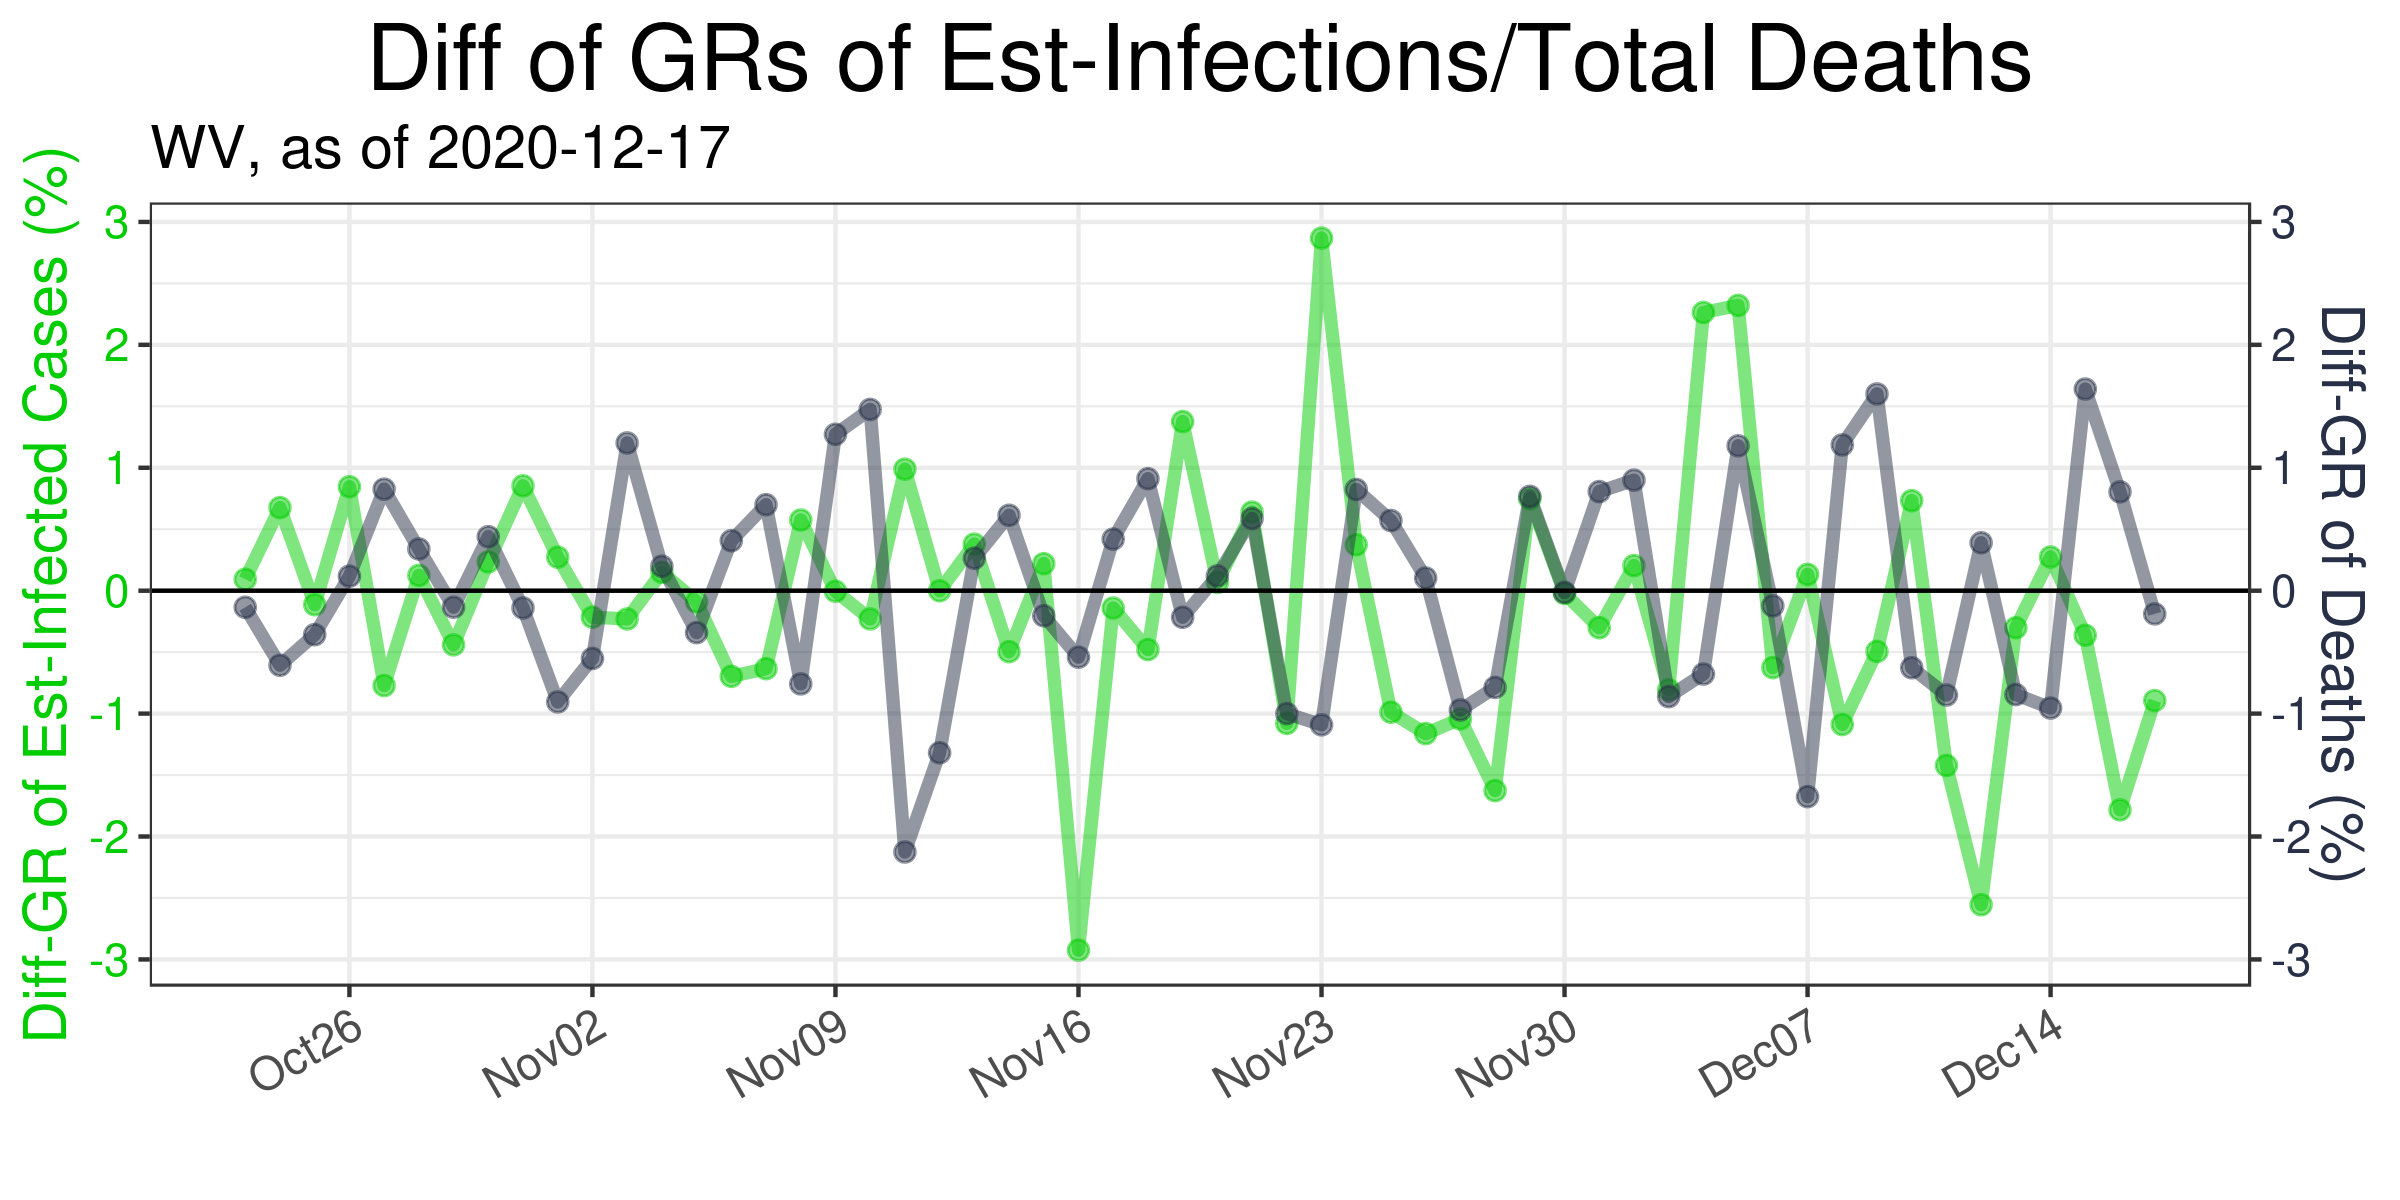 Diff of GRs of Est-Infections/Total Deaths
WV, as of 2020-12-17
Diff-GR of Est-Infected Cases (%)
3
2
1
0
-1
-2
-3
3
2
1
0
-1
-2
-3
Diff-GR of Deaths (%)
Oct26
Nov02
Nov09
Nov16
Nov23
Nov30
Dec07
Dec14